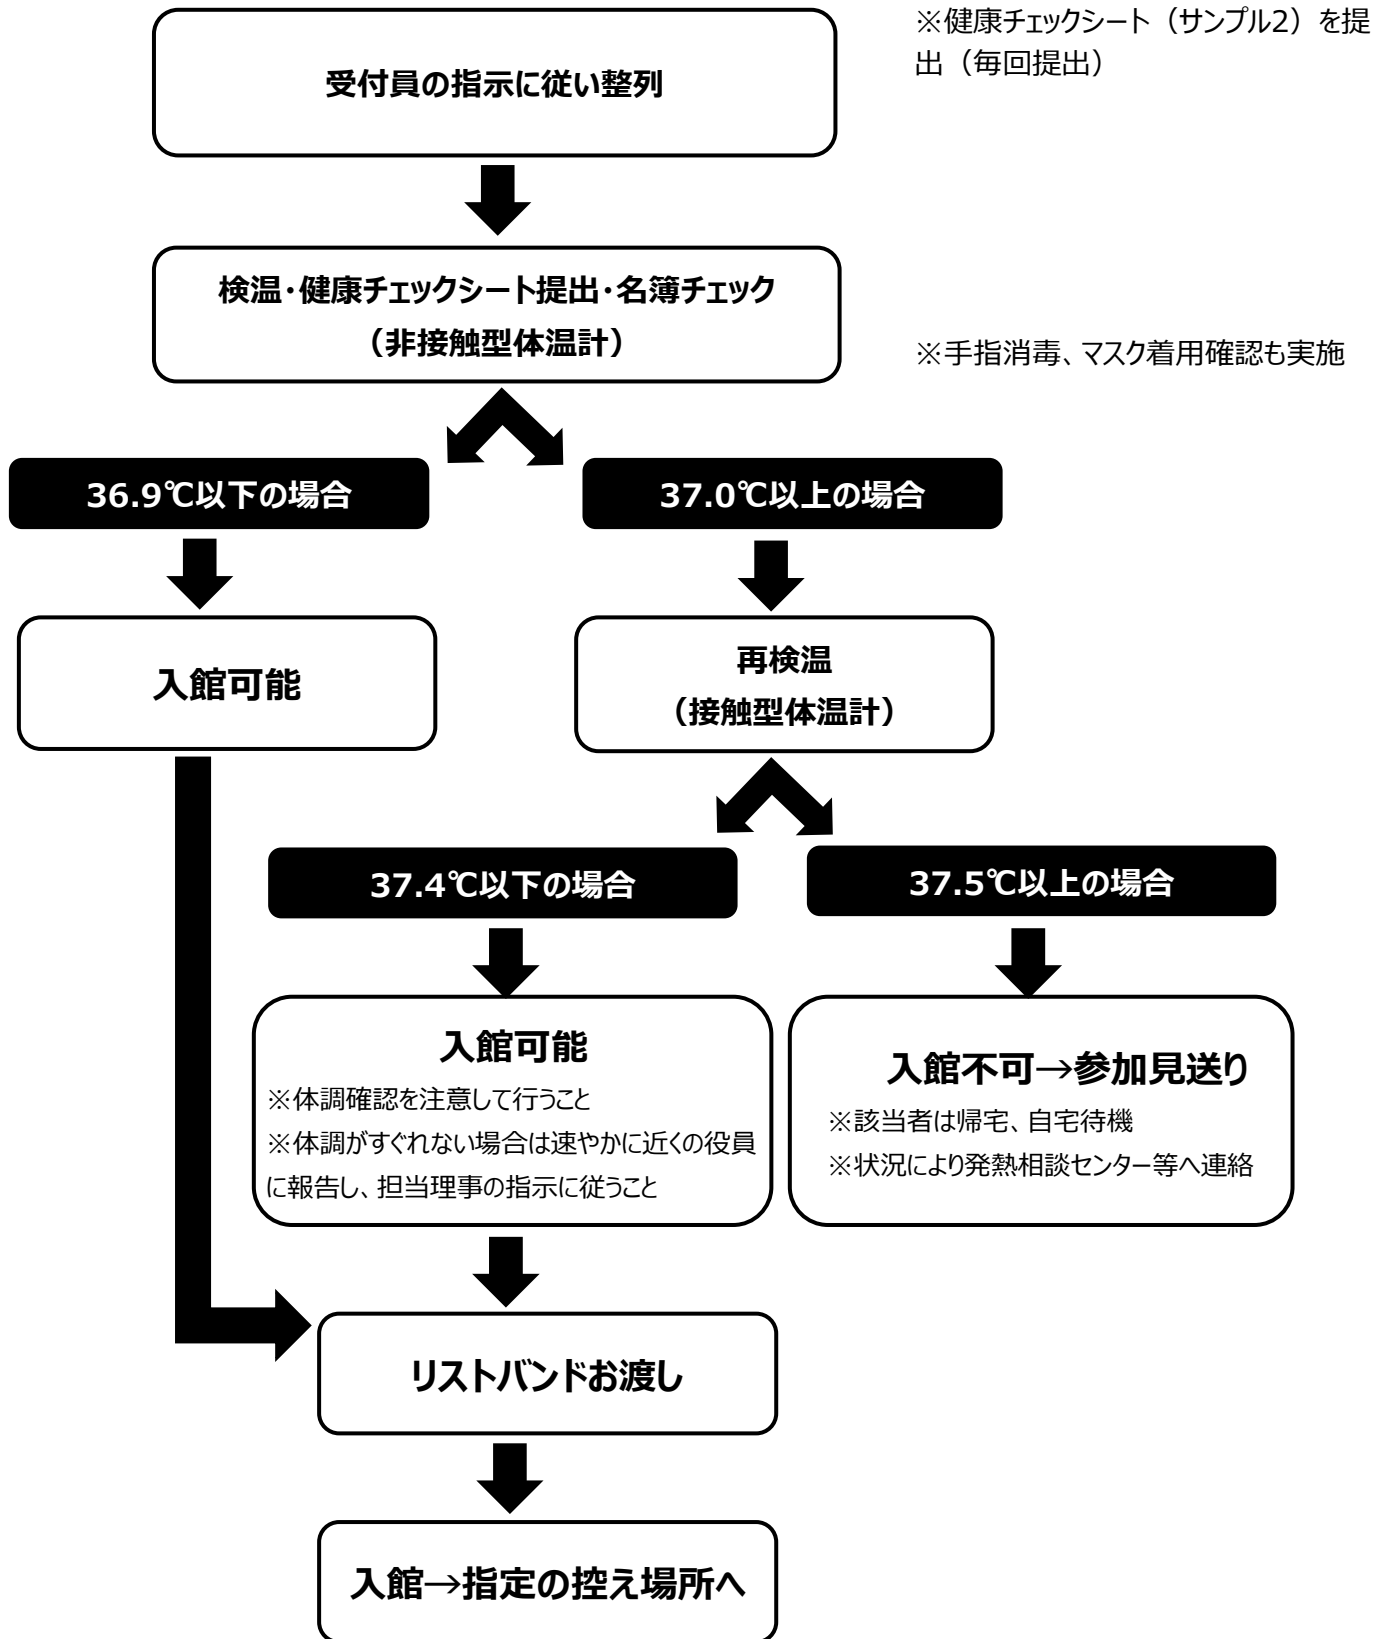 ※健康チェックシート（サンプル2）を提
出（毎回提出）
受付員の指示に従い整列
検温・健康チェックシート提出・名簿チェック
（非接触型体温計）
※手指消毒、マスク着用確認も実施
36.9℃以下の場合
37.0℃以上の場合
入館可能
再検温
（接触型体温計）
37.4℃以下の場合
37.5℃以上の場合
入館可能
※体調確認を注意して行うこと
※体調がすぐれない場合は速やかに近くの役員
に報告し、担当理事の指示に従うこと
入館不可→参加見送り
※該当者は帰宅、自宅待機
※状況により発熱相談センター等へ連絡
リストバンドお渡し
入館→指定の控え場所へ